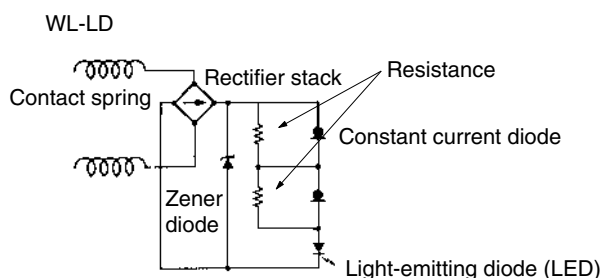 WL-LD
Rectifier stack
Resistance
Contact spring
Constant current diode
Zener
diode
Light-emitting diode (LED)